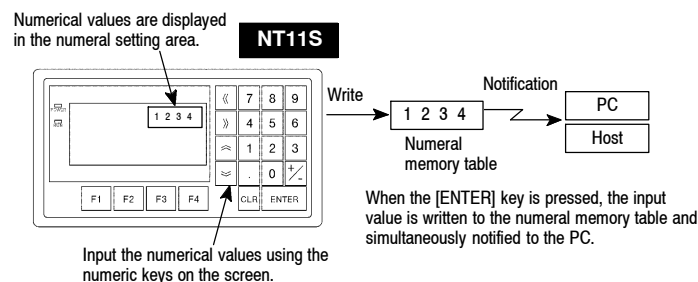 Numerical values are displayed
in the numeral setting area.
NT11S
1 2 3 4
《 7 8 9
》 4 5 6
1 2 3
. 0 +/-
F1 F2 F3 F4 CLR ENTER
Input the numerical values using the
numeric keys on the screen.
Write
1 2 3 4
Numeral
memory table
Notification
PC
Host
When the [ENTER] key is pressed, the input
value is written to the numeral memory table and
simultaneously notified to the PC.